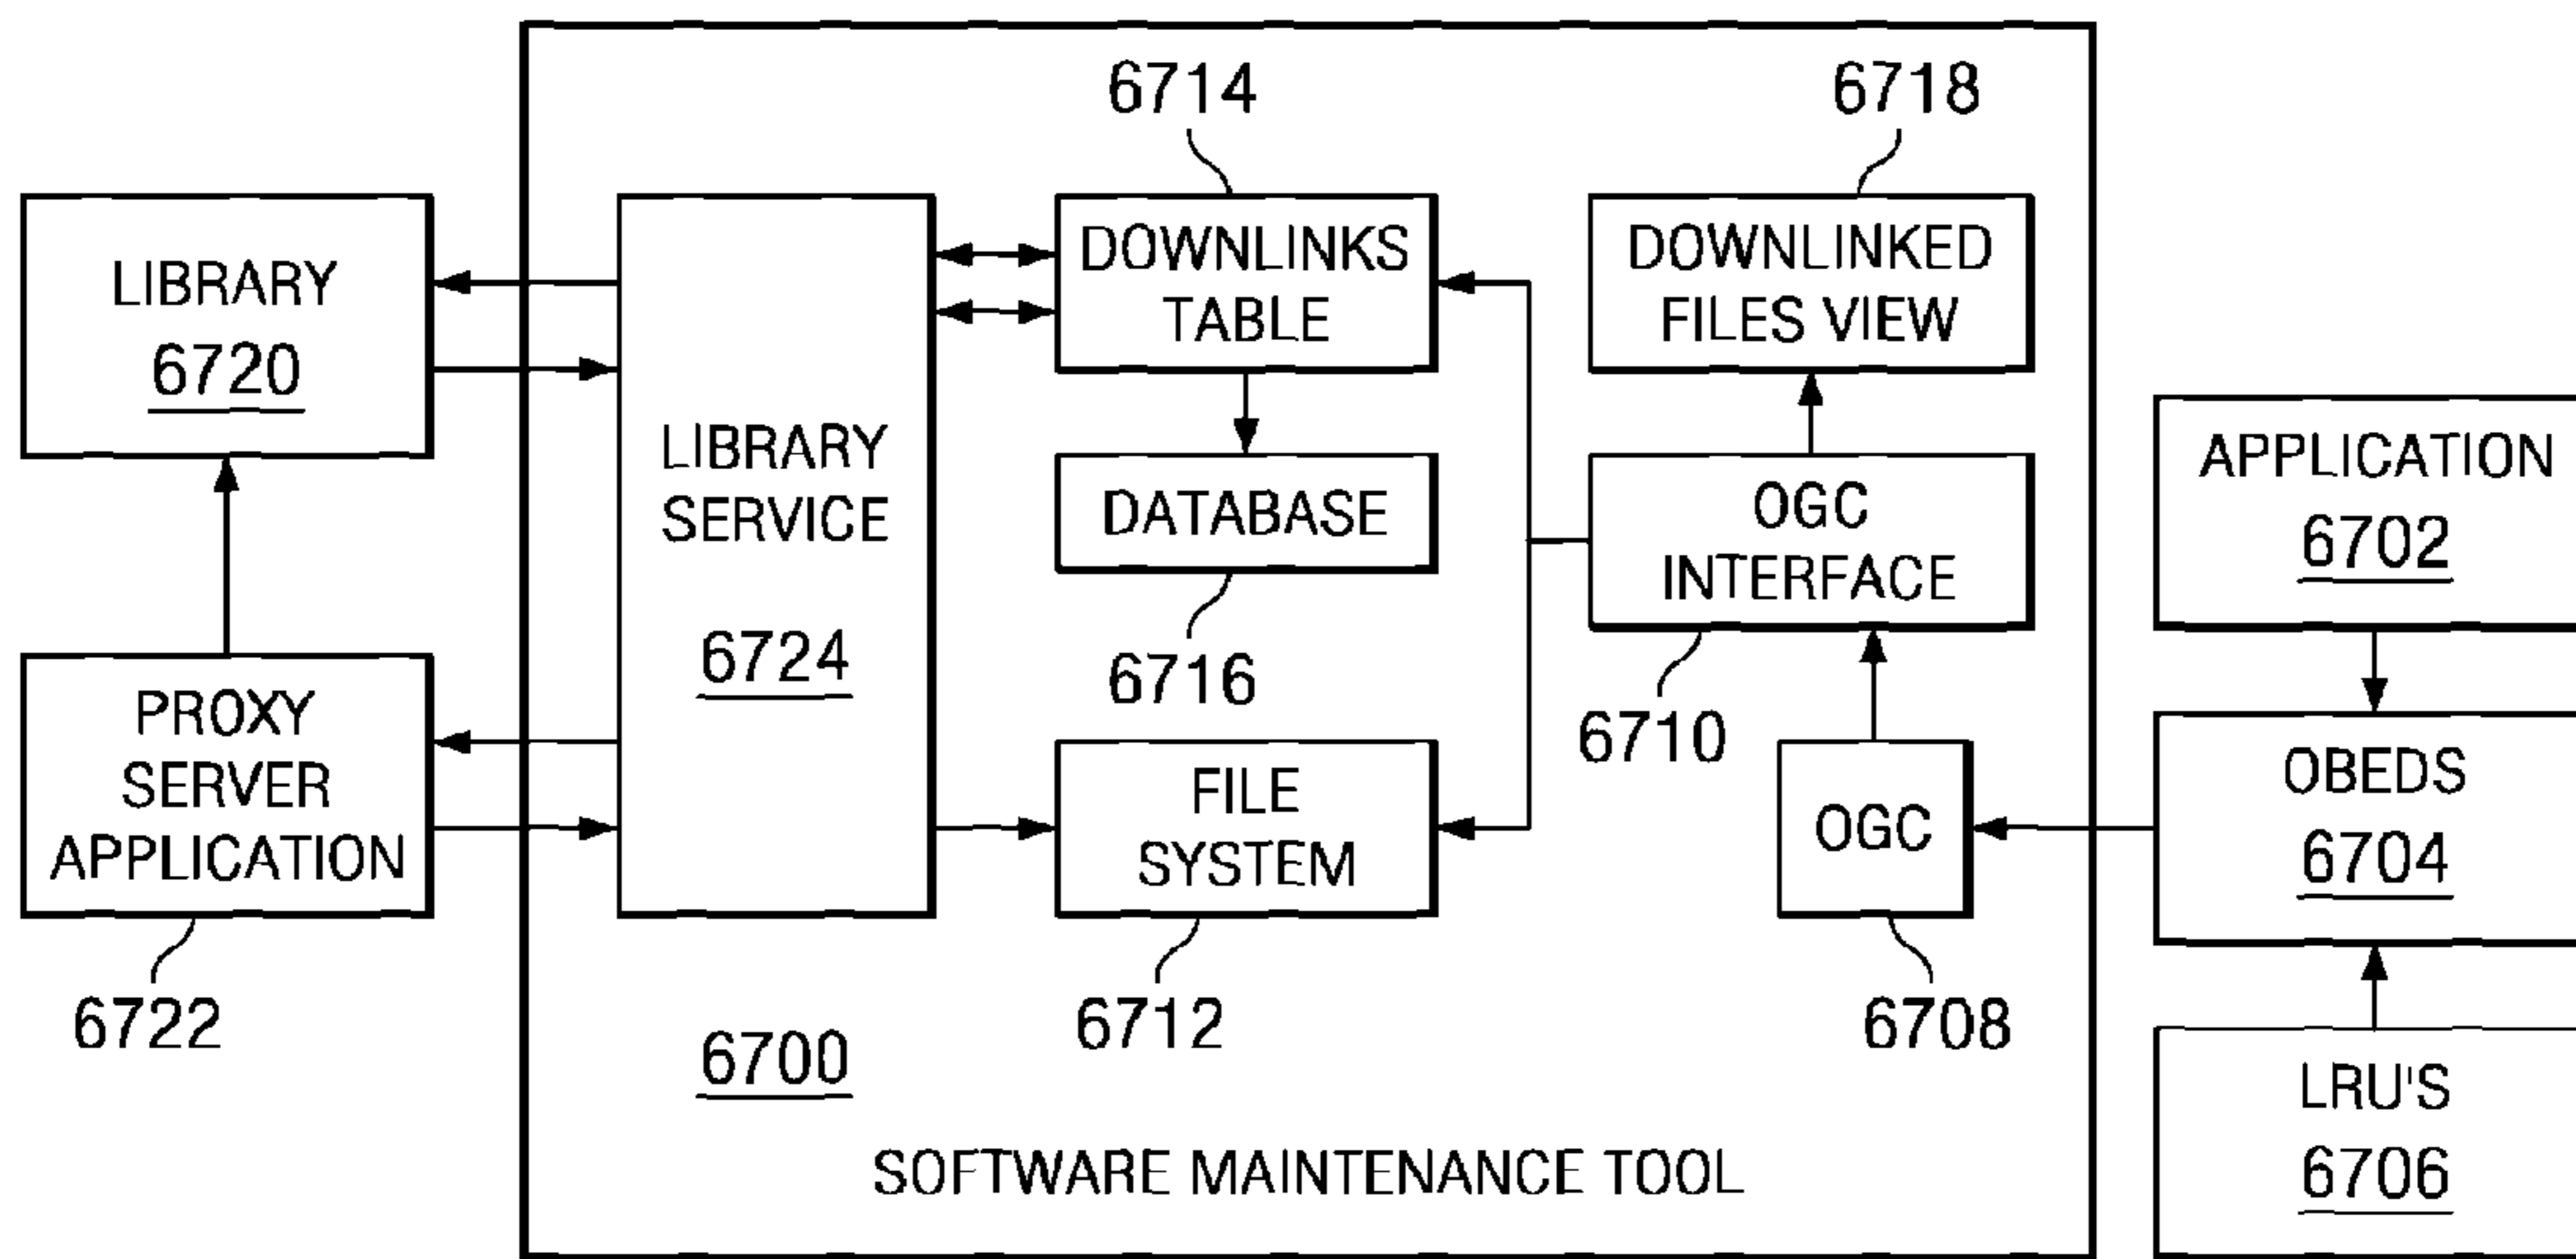 6714
6718
LIBRARY
6720
DOWNLINKS
TABLE
DOWNLINKED
FILES VIEW
LIBRARY
SERVICE
6724
DATABASE
6716
OGC
INTERFACE
6710
APPLICATION
6702
PROXY
SERVER
APPLICATION
6722
FILE
SYSTEM
6712
OGC
6708
OBEDS
6704
LRU'S
6706
6700
SOFTWARE MAINTENANCE TOOL